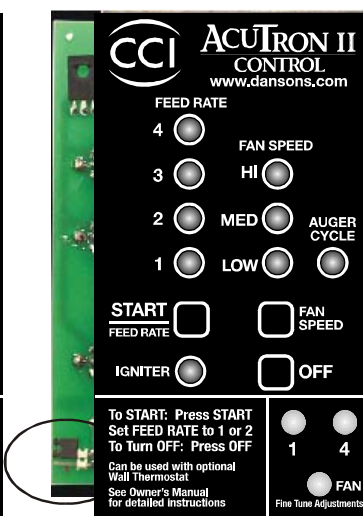 CCI
ACUTRON II
CONTROL
www.dansons.com
FEED RATE
4
FAN SPEED
3
HI
2
MED
AUGER
CYCLE
1
LOW
START
FEED RATE
FAN
SPEED
IGNITER
OFF
To START: Press START
Set FEED RATE to 1 or 2
To Turn OFF: Press OFF
Can be used with optional
Wall Thermostat
See Owner's Manual
for detailed instructions
1
4
FAN
Fine Tune Adjustments